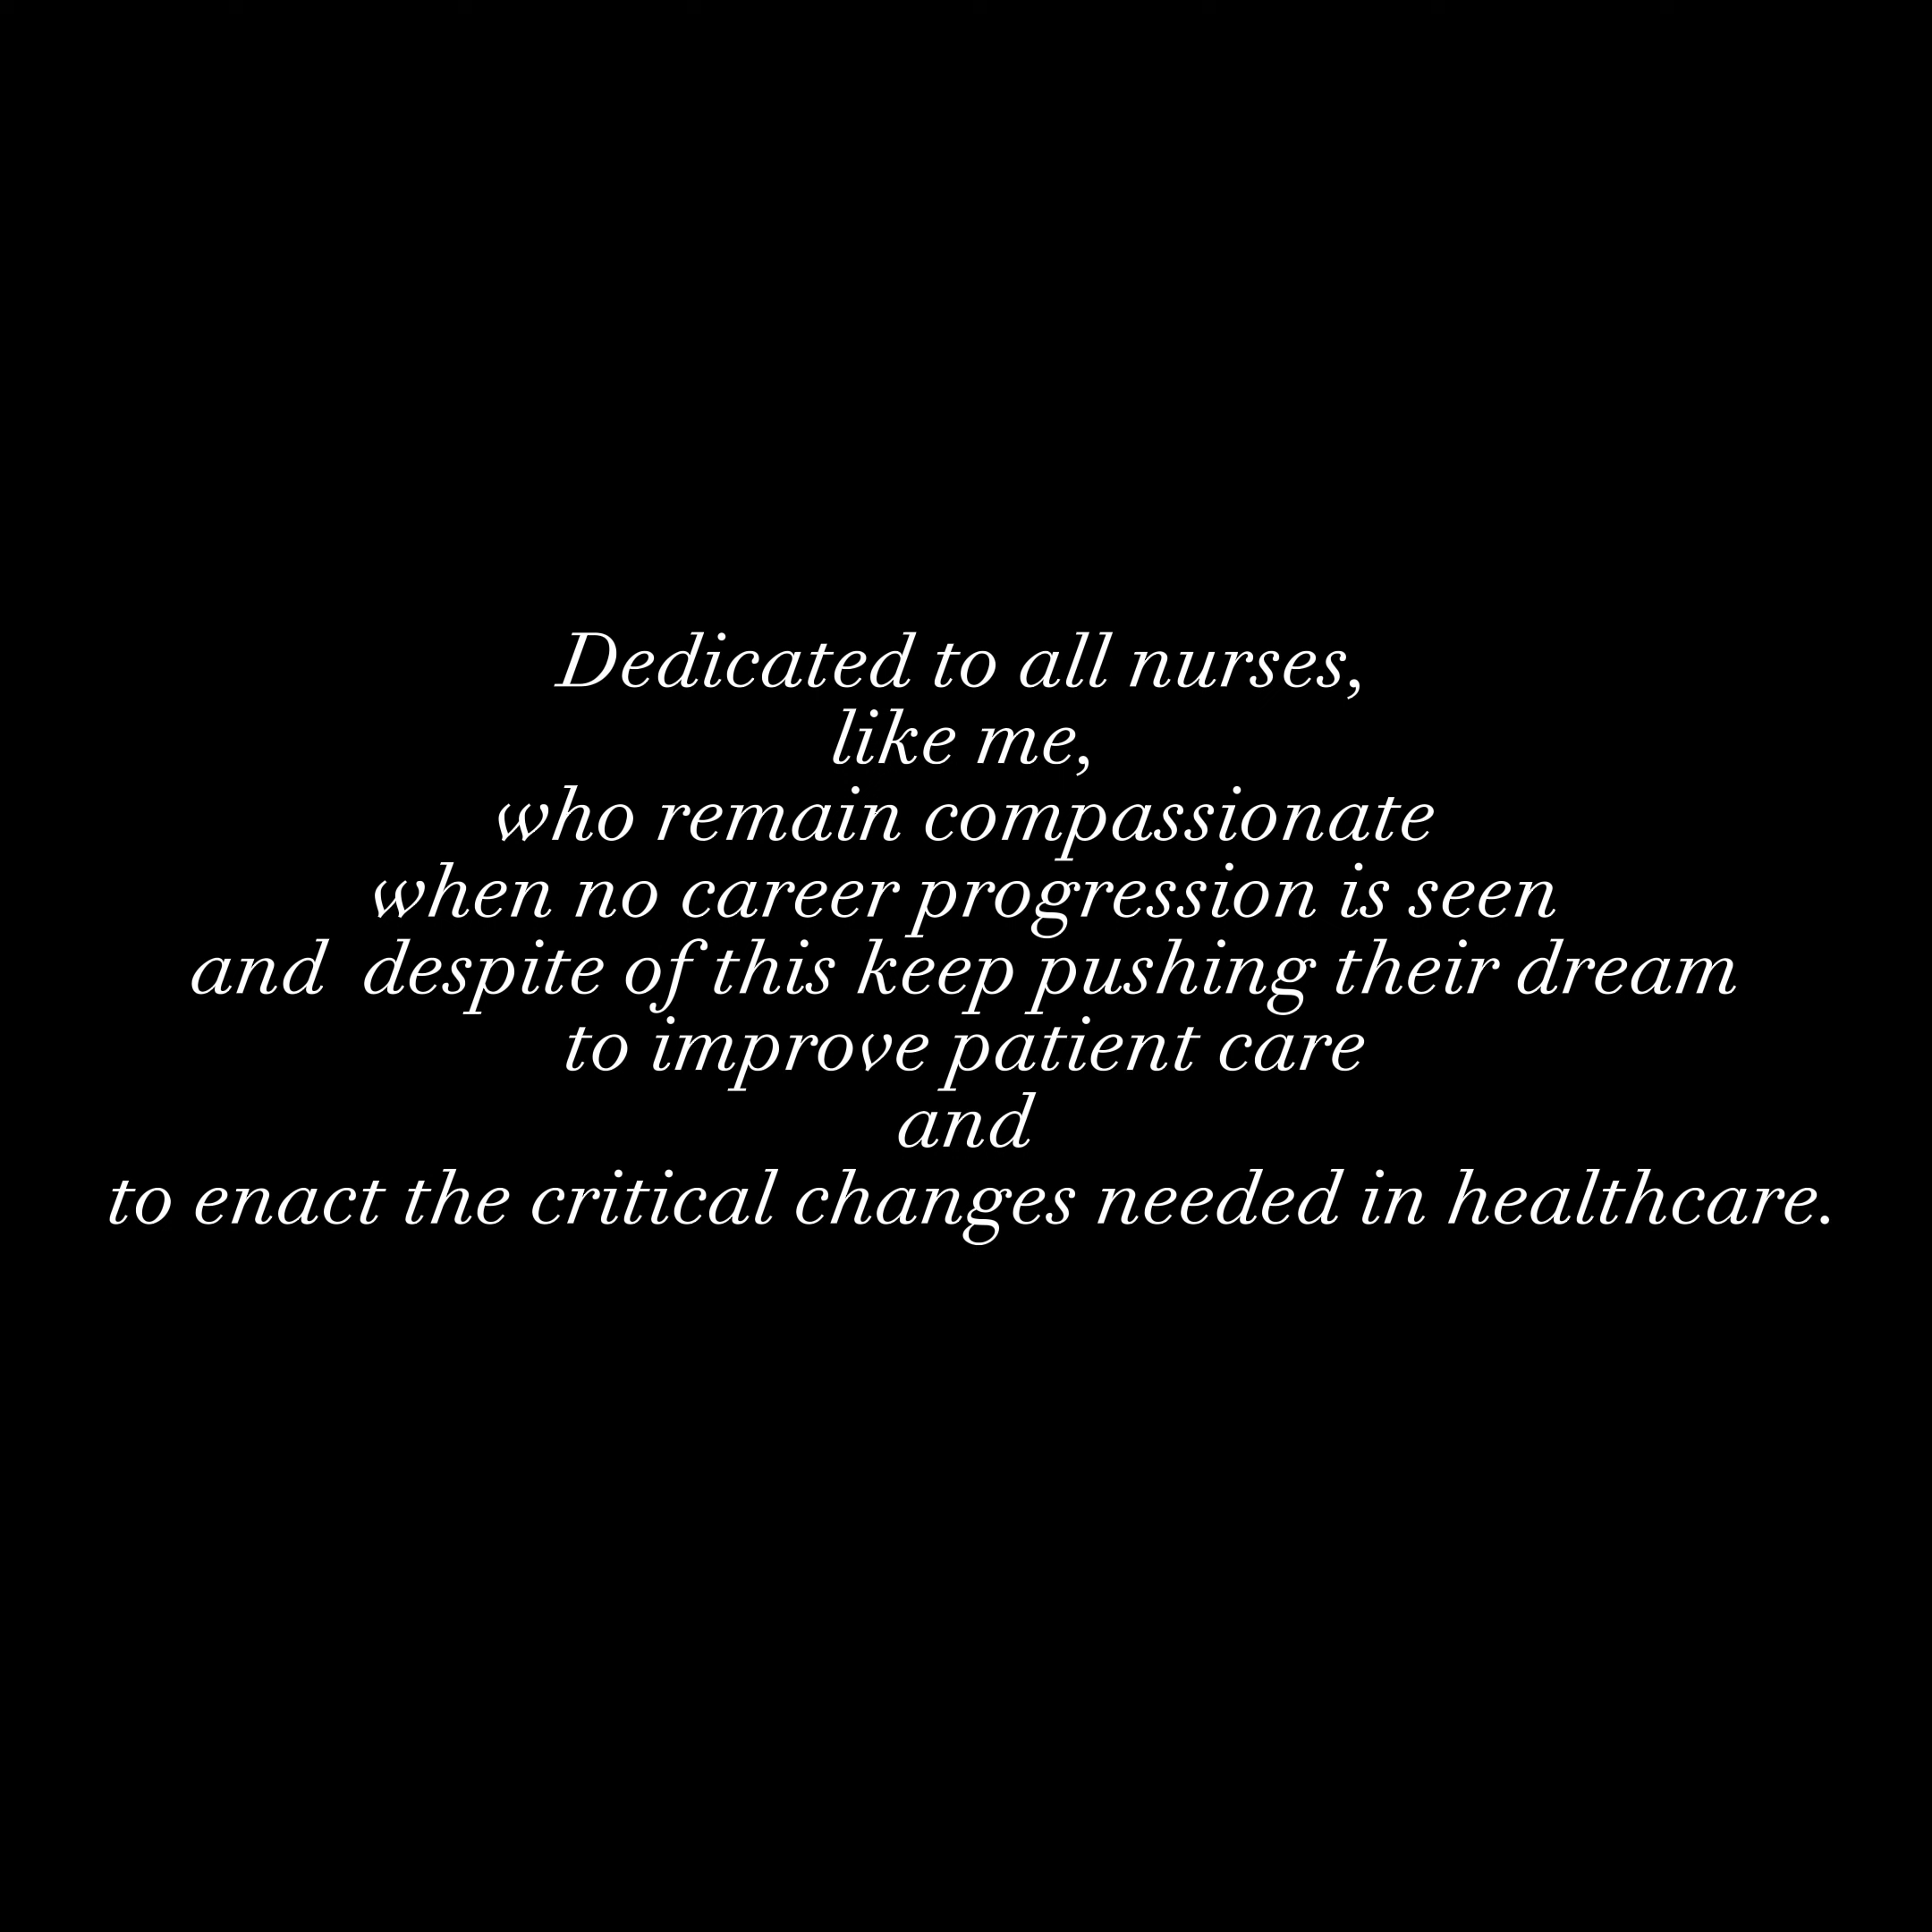 Dedicated to all nurses,
like me,
who remain compassionate
when no career progression is seen
and  despite of this keep pushing their dream
to improve patient care
and
to enact the critical changes needed in healthcare.